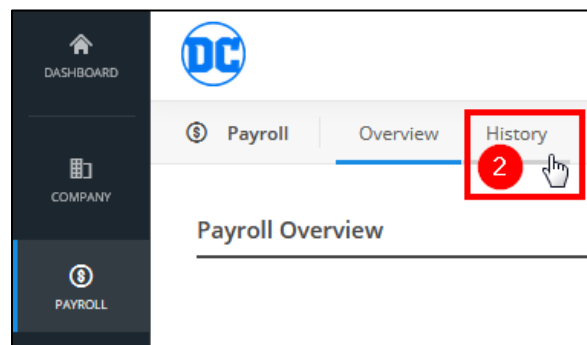 DASHBOARD
DC
Payroll Overview History
2
COMPANY
Payroll Overview
PAYROLL